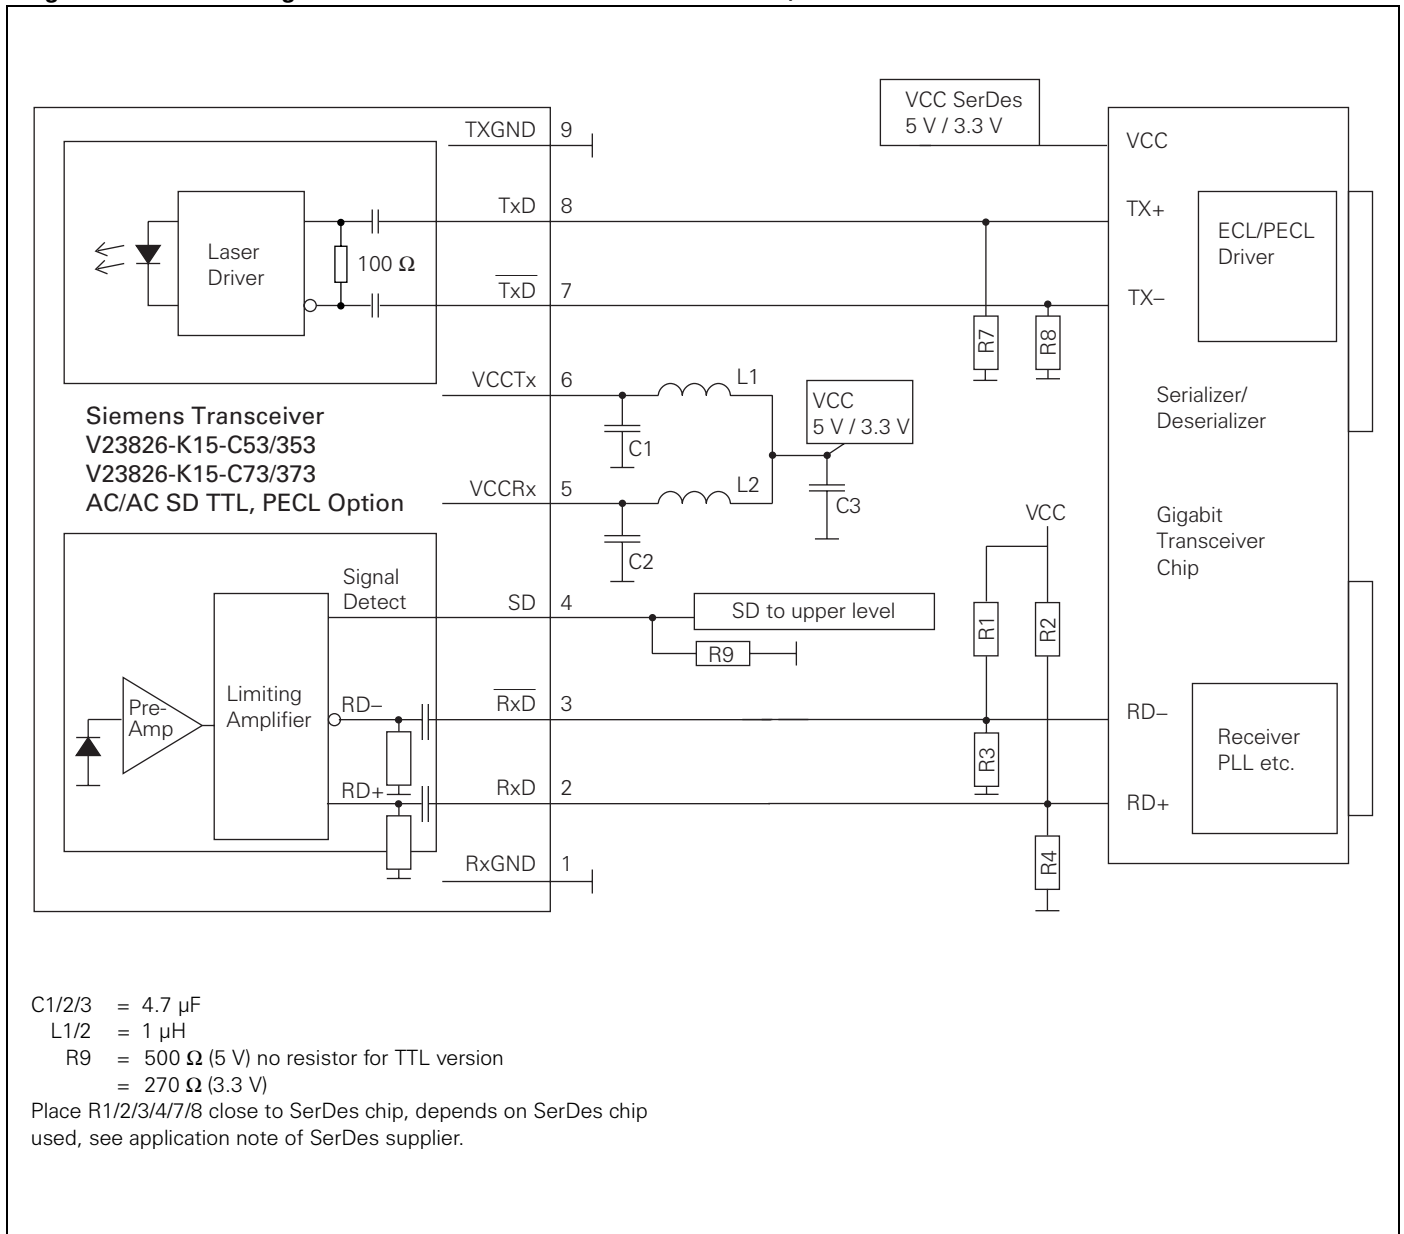 VCC SerDes
5 V / 3.3 V
TXGND 9
VCC
TxD 8
TX+
ECL/PECL
Driver
Laser
Driver
100 Ω
TxD 7
TX−
R7
R8
VCCTx 6
L1
VCC
5 V / 3.3 V
Serializer/
Deserializer
Siemens Transceiver
V23826-K15-C53/353
V23826-K15-C73/373
AC/AC SD TTL, PECL Option
C1
VCCRx 5
L2
C3
VCC
Gigabit
Transceiver
Chip
C2
Signal
Detect
SD 4
SD to upper level
R1
R2
R9
Pre-
Amp
Limiting
Amplifier
RD−
RxD 3
RD−
Receiver
PLL etc.
R3
RD+
RxD 2
RD+
R4
RxGND 1
C1/2/3 = 4.7 µF
L1/2 = 1 µH
R9 = 500 Ω (5 V) no resistor for TTL version
= 270 Ω (3.3 V)
Place R1/2/3/4/7/8 close to SerDes chip, depends on SerDes chip
used, see application note of SerDes supplier.